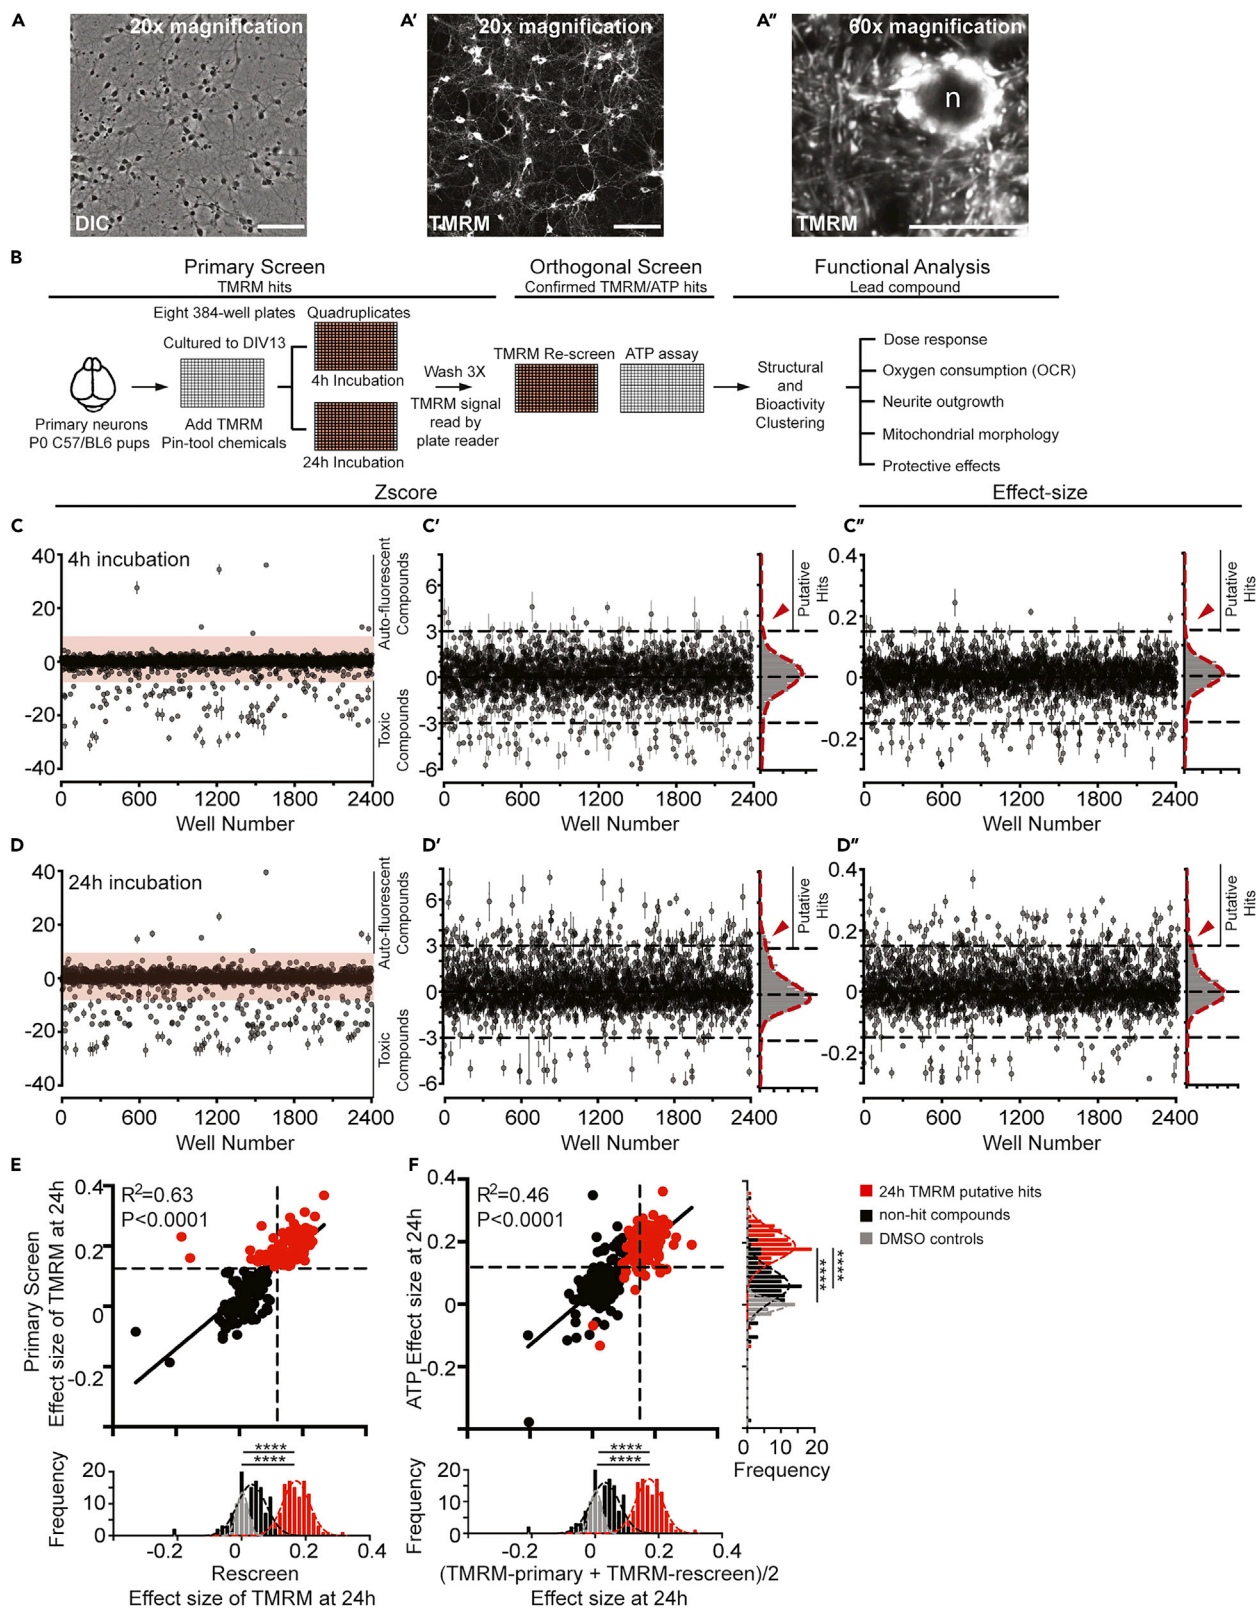 A
20x magnification
DIC
A′
20x magnification
TMRM
A″
60x magnification
n
TMRM
B
Primary Screen
TMRM hits
Orthogonal Screen
Confirmed TMRM/ATP hits
Functional Analysis
Lead compound
Eight 384-well plates
Quadruplicates
Cultured to DIV13
4h Incubation
Primary neurons
P0 C57/BL6 pups
Add TMRM
Pin-tool chemicals
24h Incubation
Wash 3X
TMRM signal
read by
plate reader
TMRM Re-screen
ATP assay
Structural
and
Bioactivity
Clustering
Dose response
Oxygen consumption (OCR)
Neurite outgrowth
Mitochondrial morphology
Protective effects
Zscore
Effect-size
C
4h incubation
40
20
0
-20
-40
0
600
1200
1800
2400
Well Number
Auto-fluorescent
Compounds
Toxic
Compounds
C′
6
3
0
-3
-6
0
600
1200
1800
2400
Well Number
Putative
Hits
C″
0.4
0.2
0
-0.2
0
600
1200
1800
2400
Well Number
Putative
Hits
D
24h incubation
40
20
0
-20
-40
0
600
1200
1800
2400
Well Number
Auto-fluorescent
Compounds
Toxic
Compounds
D′
6
3
0
-3
-6
0
600
1200
1800
2400
Well Number
Putative
Hits
D″
0.4
0.2
0
-0.2
0
600
1200
1800
2400
Well Number
Putative
Hits
E
R2=0.63
P<0.0001
0.4
0.2
0
-0.2
Primary Screen
Effect size of TMRM at 24h
****
****
Frequency
20
10
0
-0.2
0
0.2
0.4
Rescreen
Effect size of TMRM at 24h
F
R2=0.46
P<0.0001
0.4
0.2
0
-0.2
ATP Effect size at 24h
****
****
0
10
20
Frequency
****
****
Frequency
20
10
0
-0.2
0
0.2
0.4
(TMRM-primary + TMRM-rescreen)/2
Effect size at 24h
24h TMRM putative hits
non-hit compounds
DMSO controls